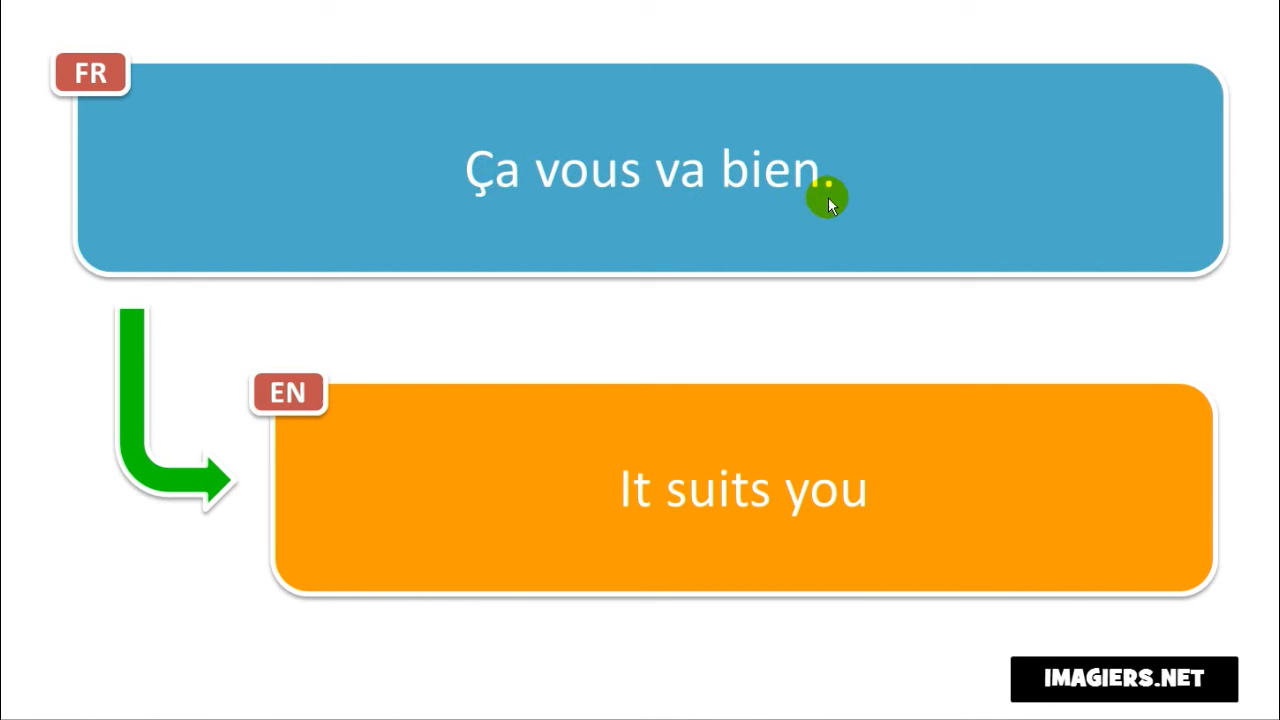 FR
Ça vous va bien.
EN
It suits you
IMAGIERS.NET